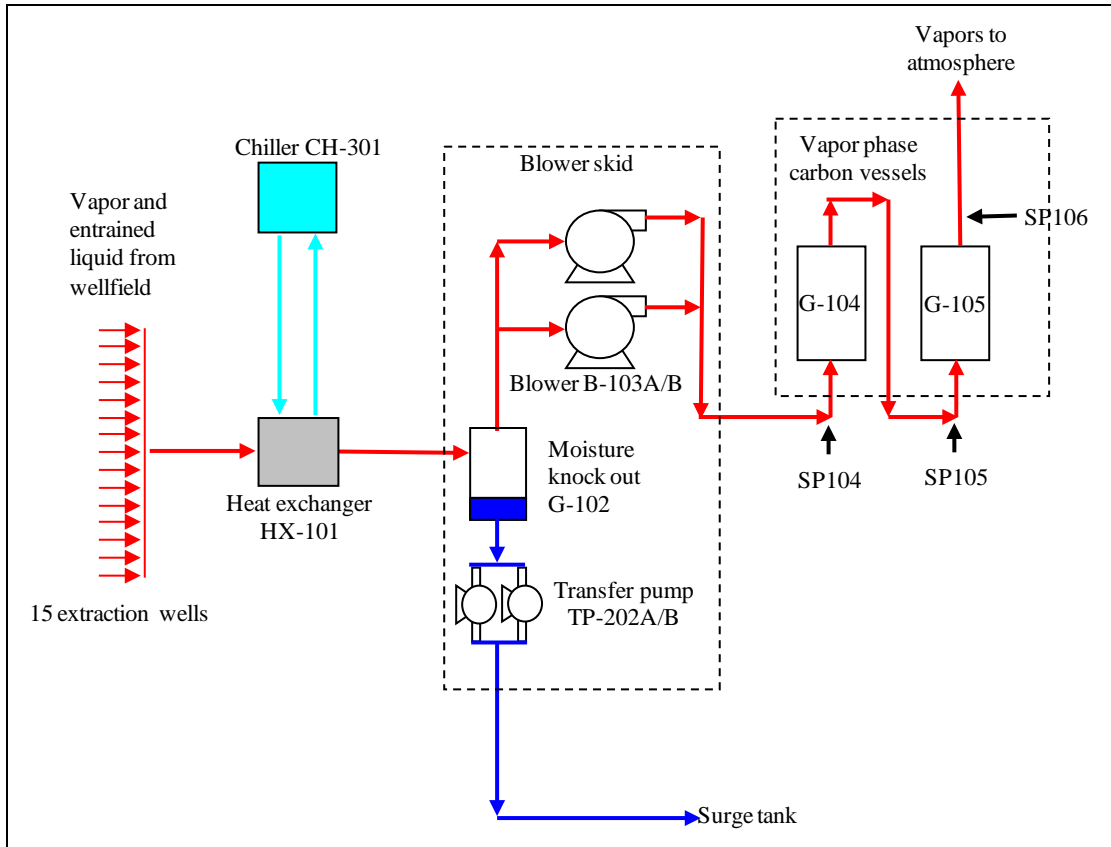 Vapors to
atmosphere
Chiller CH-301
Blower skid
Vapor phase
carbon vessels
Vapor and
entrained
liquid from
wellfield
SP106
G-104
G-105
Blower B-103A/B
Moisture
knock out
G-102
SP104
SP105
Heat exchanger
HX-101
15 extraction wells
Transfer pump
TP-202A/B
Surge tank